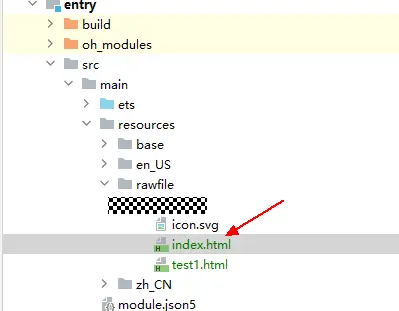 entry
build
oh_modules
src
main
ets
resources
base
en_US
rawfile
icon.svg
index.html
test1.html
zh_CN
module.json5